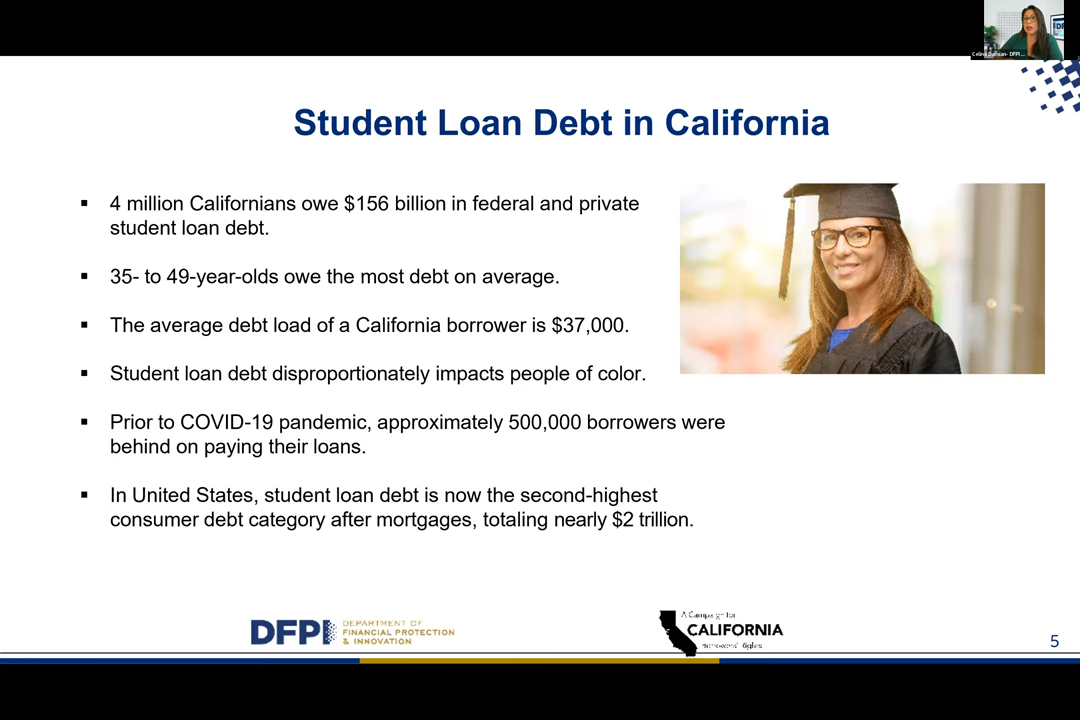 Student Loan Debt in California
▪ 4 million Californians owe $156 billion in federal and private
student loan debt.
▪ 35- to 49-year-olds owe the most debt on average.
▪ The average debt load of a California borrower is $37,000.
▪ Student loan debt disproportionately impacts people of color.
▪ Prior to COVID-19 pandemic, approximately 500,000 borrowers were
behind on paying their loans.
▪ In United States, student loan debt is now the second-highest
consumer debt category after mortgages, totaling nearly $2 trillion.
DFPI
DEPARTMENT OF
FINANCIAL PROTECTION
& INNOVATION
A Campaign for
CALIFORNIA
Borrowers' Rights
5